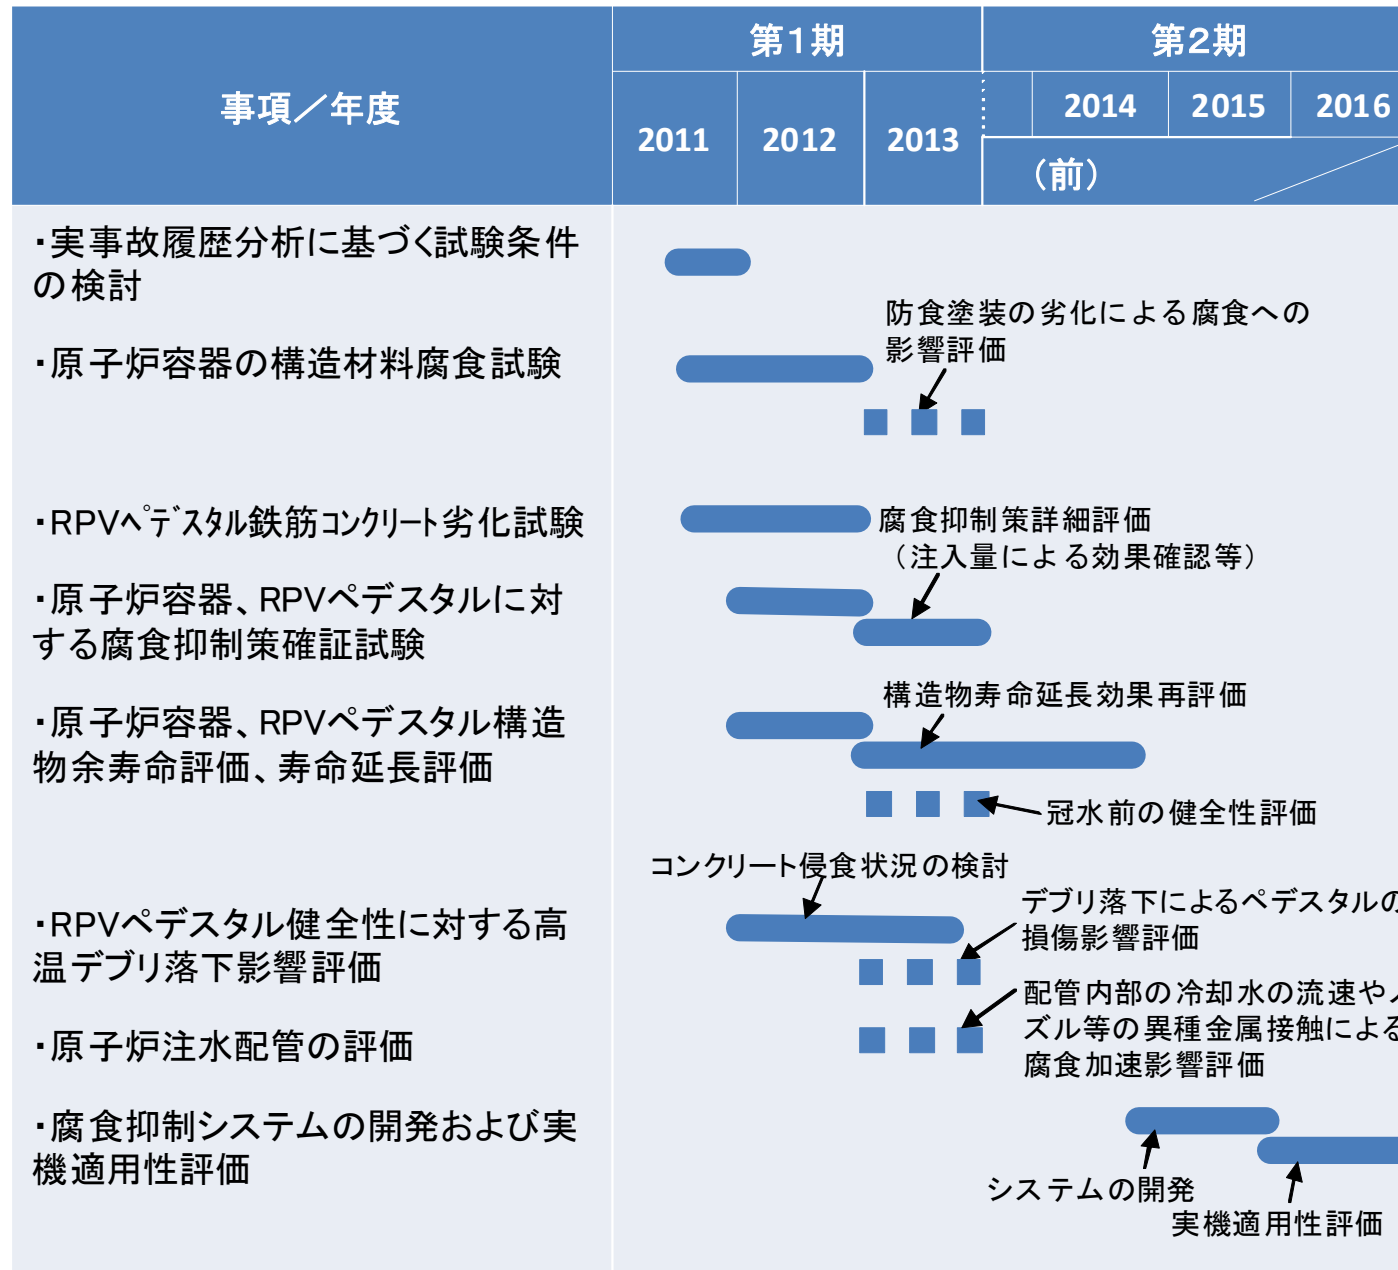 事項／年度
第1期
第2期
2011
2012
2013
2014
2015
2016
（前）
・実事故履歴分析に基づく試験条件
の検討
防食塗装の劣化による腐食への
影響評価
・原子炉容器の構造材料腐食試験
・RPVﾍﾟﾃﾞｽﾀﾙ鉄筋ｺﾝｸﾘｰﾄ劣化試験
腐食抑制策詳細評価
（注入量による効果確認等）
・原子炉容器、RPVペデスタルに対
する腐食抑制策確証試験
構造物寿命延長効果再評価
・原子炉容器、RPVペデスタル構造
物余寿命評価、寿命延長評価
冠水前の健全性評価
コンクリート侵食状況の検討
・RPVペデスタル健全性に対する高
温デブリ落下影響評価
デブリ落下によるペデスタルの
損傷影響評価
・原子炉注水配管の評価
配管内部の冷却水の流速やノ
ズル等の異種金属接触による
腐食加速影響評価
・腐食抑制システムの開発および実
機適用性評価
システムの開発
実機適用性評価